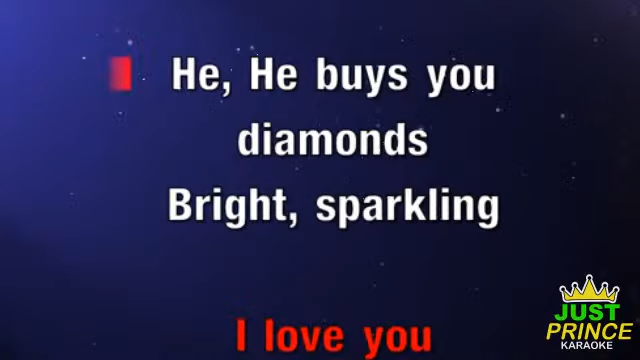 He, He buys you
diamonds
Bright, sparkling
I love you
JUST
PRINCE
KARAOKE